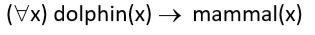 (∀x) dolphin(x) → mammal(x)